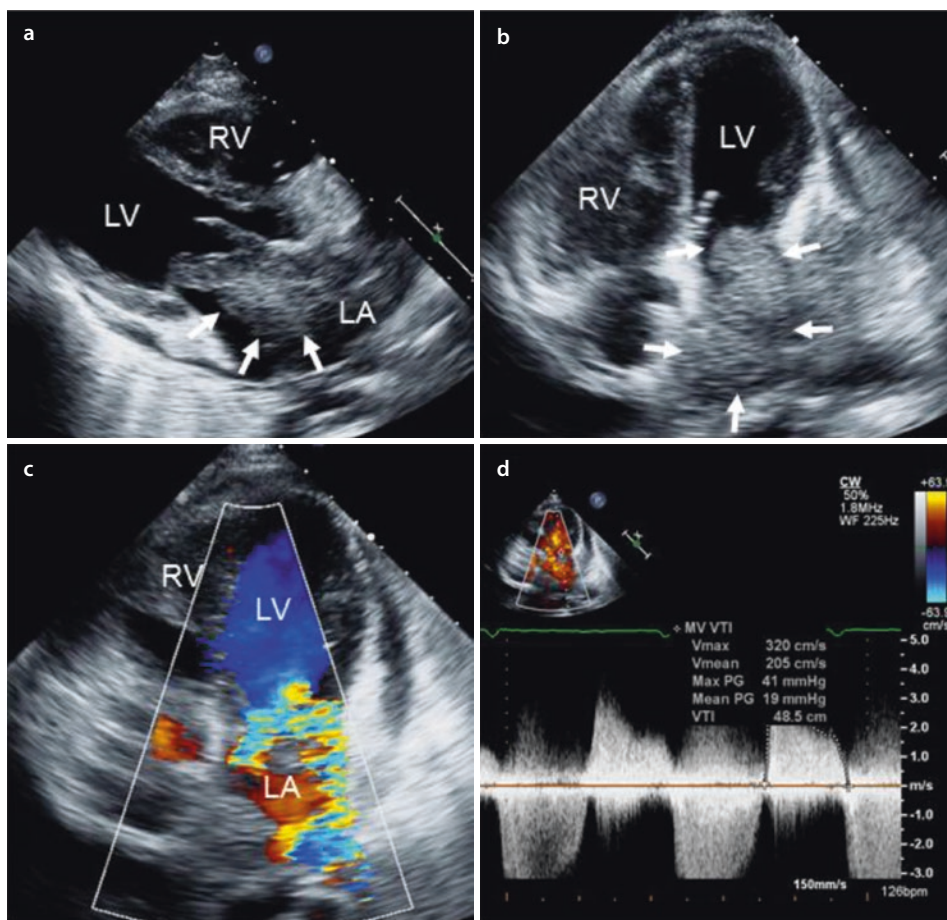 a
RV
LV
LA
b
LV
RV
c
RV
LV
LA
d
CW
50%
1.8MHz
WF 225Hz
+63.9
-63.9
cm/s
MV VTI
Vmax 320 cm/s
Vmean 205 cm/s
Max PG 41 mmHg
Mean PG 19 mmHg
VTI 48.5 cm
5.0
4.0
3.0
2.0
1.0
m/s
-1.0
-2.0
-3.0
150mm/s
126bpm